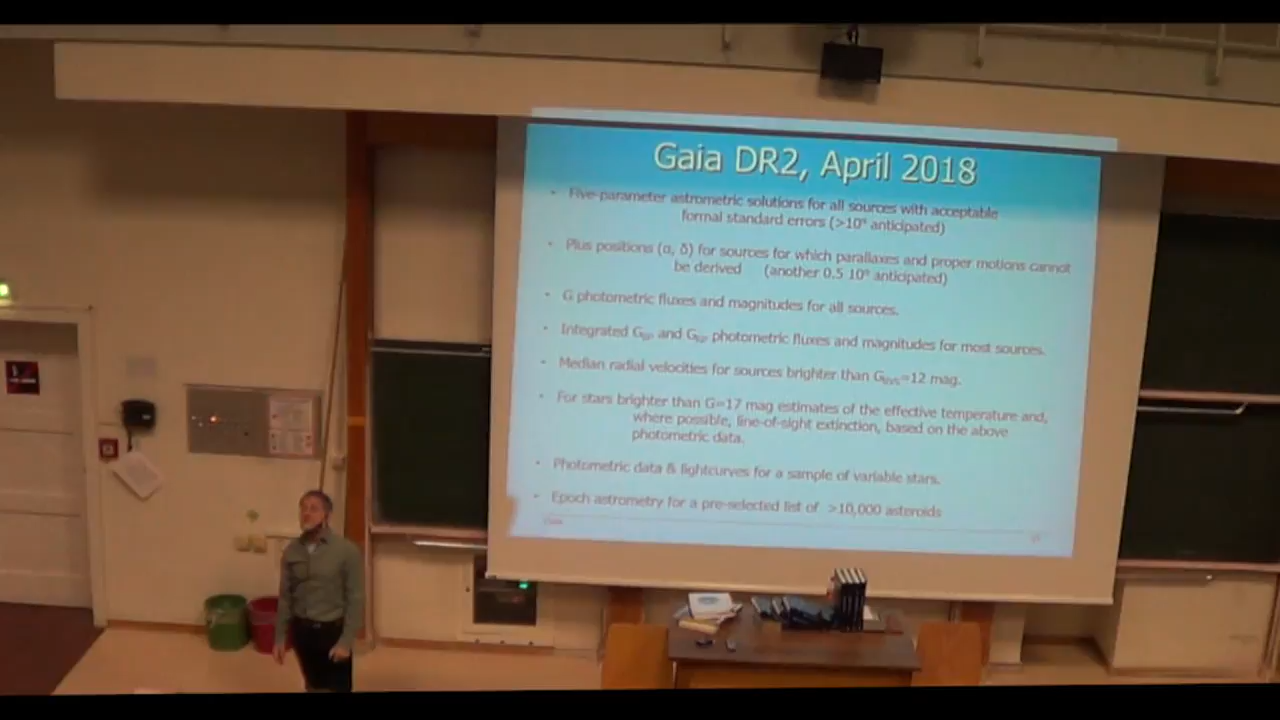 Gaia DR2, April 2018
- Five-parameter astrometric solutions for all sources with acceptable
formal standard errors (>10⁹ anticipated)
- Plus positions (α, δ) for sources for which parallaxes and proper motions cannot
be derived (another 0.5 10⁹ anticipated)
- G photometric fluxes and magnitudes for all sources.
- Integrated G and G photometric fluxes and magnitudes for most sources.
- Median radial velocities for sources brighter than Gᵣᵥₛ=12 mag.
- For stars brighter than G=17 mag estimates of the effective temperature and,
where possible, line-of-sight extinction, based on the above
photometric data.
- Photometric data & lightcurves for a sample of variable stars.
- Epoch astrometry for a pre-selected list of >10,000 asteroids